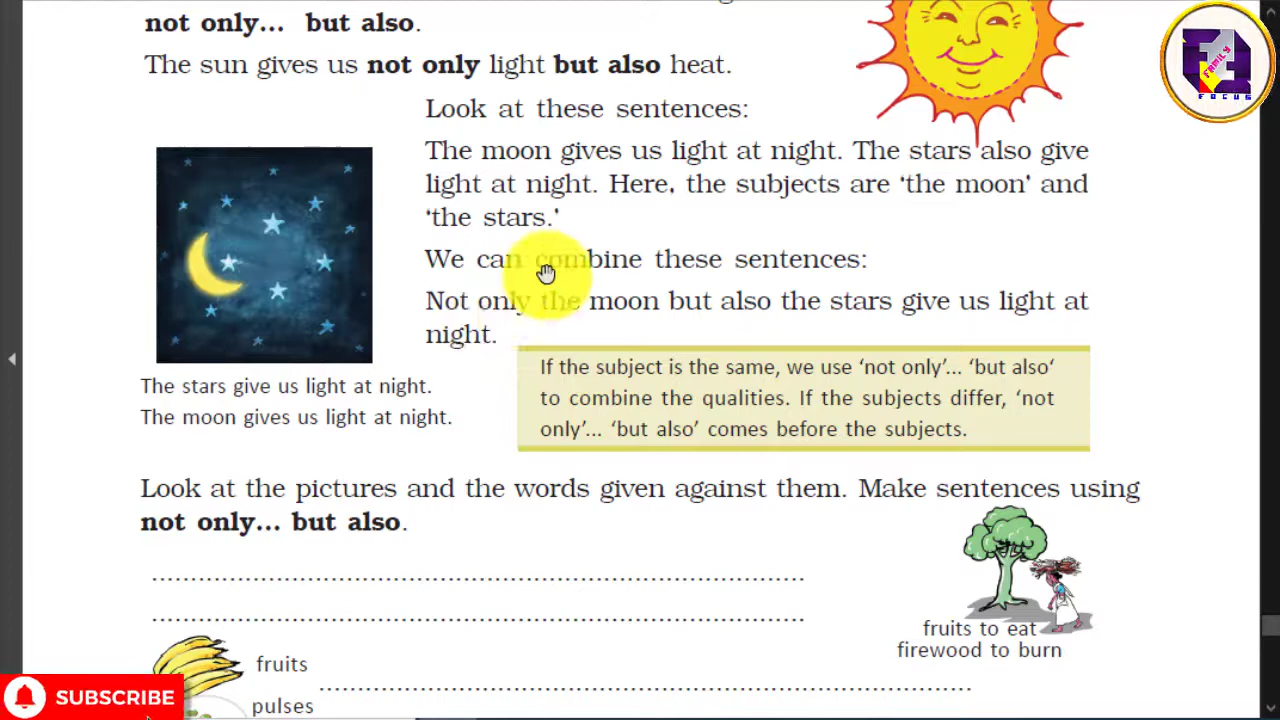 not only... but also.
The sun gives us not only light but also heat.
Look at these sentences:
The moon gives us light at night. The stars also give
light at night. Here, the subjects are ‘the moon’ and
‘the stars.’
We can combine these sentences:
Not only the moon but also the stars give us light at
night.
The stars give us light at night.
The moon gives us light at night.
If the subject is the same, we use ‘not only’... ‘but also‘
to combine the qualities. If the subjects differ, ‘not
only’... ‘but also’ comes before the subjects.
Look at the pictures and the words given against them. Make sentences using
not only... but also.
fruits to eat
firewood to burn
fruits
pulses
SUBSCRIBE
FAMILY
FOCUS